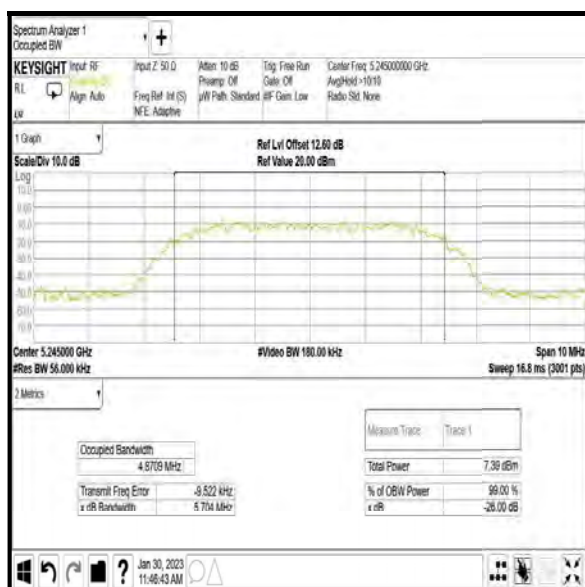 Spectrum Analyzer 1
Occupied BW
+
KEYSIGHT Input: RF Input Z: 50 Ω Atten: 10 dB Trig: Free Run Center Freq: 5.245000000 GHz
Preamp: Off Gate: Off Avg|Hold:>10/10
Align: Auto Freq Ref: Int (S) µW Path: Standard #IF Gain: Low Radio Std: None
NFE: Adaptive
1 Graph
Ref Lvl Offset 12.60 dB
Scale/Div 10.0 dB Ref Value 20.00 dBm
Log
10.0
0.00
Center 5.245000 GHz #Video BW 180.00 kHz Span 10 MHz
#Res BW 56.000 kHz Sweep 16.8 ms (3001 pts)
2 Metrics
Measure Trace Trace 1
Occupied Bandwidth
4.8709 MHz
Total Power 7.39 dBm
Transmit Freq Error -9.522 kHz % of OBW Power 99.00 %
x dB Bandwidth 5.704 MHz x dB -26.00 dB
?
Jan 30, 2023
11:46:43 AM